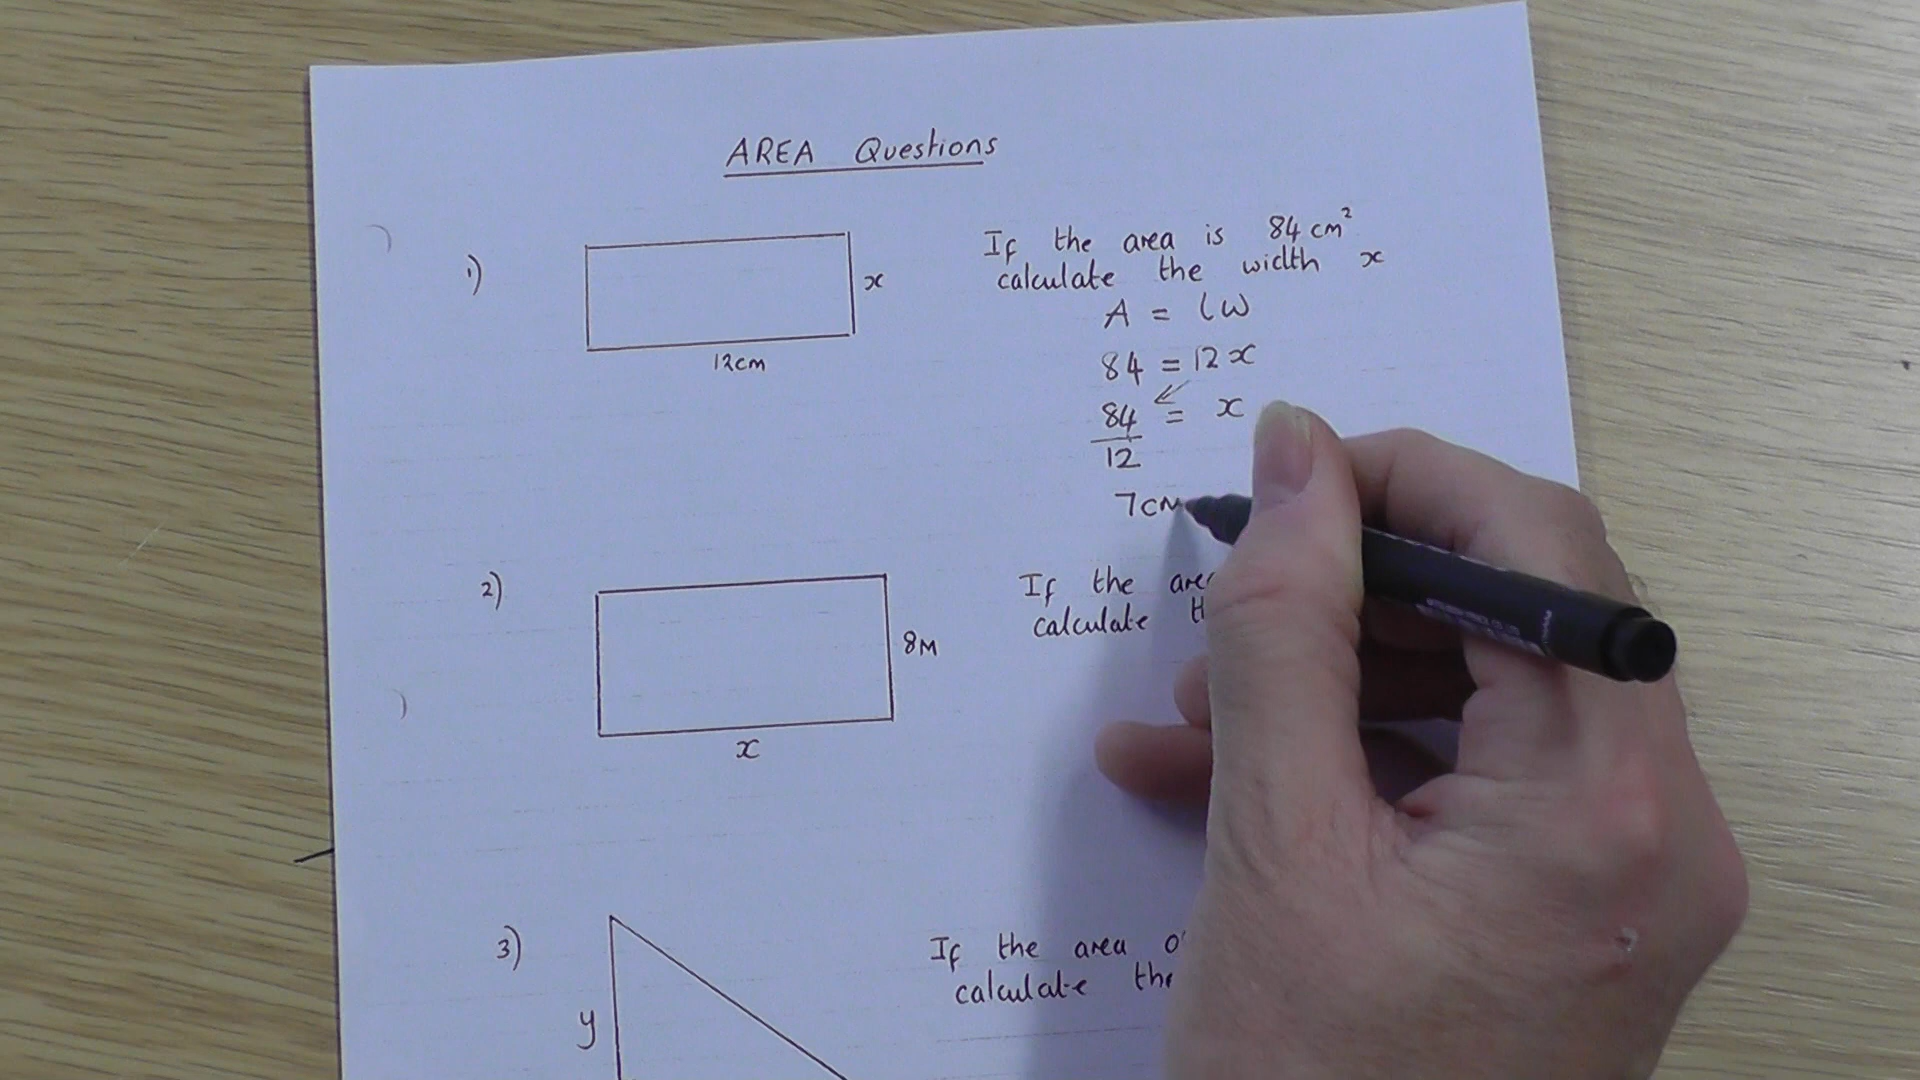 AREA Questions
1)
x
12cm
If the area is 84 cm²
calculate the width x
A = lw
84 = 12x
84 = x
12
7cm
2)
8M
x
If the
calculate
3)
y
If the area
calculate